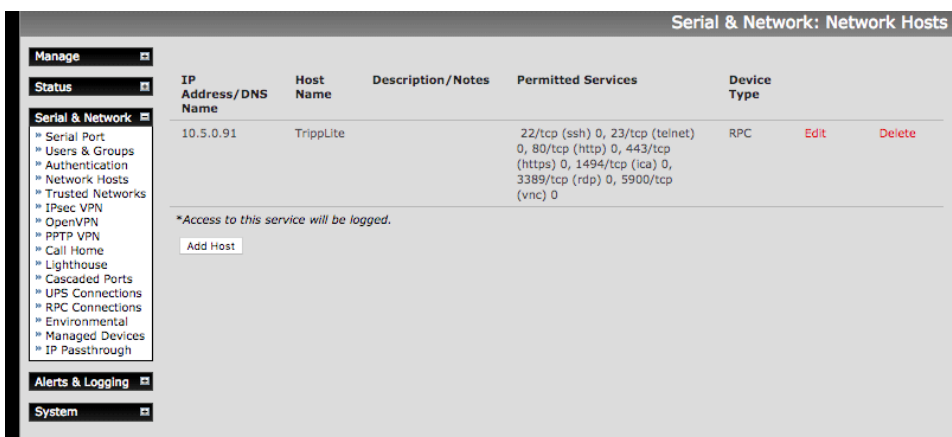 Serial & Network: Network Hosts
Manage
Status
Serial & Network
» Serial Port
» Users & Groups
» Authentication
» Network Hosts
» Trusted Networks
» IPsec VPN
» OpenVPN
» PPTP VPN
» Call Home
» Lighthouse
» Cascaded Ports
» UPS Connections
» RPC Connections
» Environmental
» Managed Devices
» IP Passthrough
Alerts & Logging
System
IP Host Description/Notes Permitted Services Device
Address/DNS Name Type
Name
10.5.0.91 TrippLite 22/tcp (ssh) 0, 23/tcp (telnet) RPC Edit Delete
0, 80/tcp (http) 0, 443/tcp
(https) 0, 1494/tcp (ica) 0,
3389/tcp (rdp) 0, 5900/tcp
(vnc) 0
*Access to this service will be logged.
Add Host